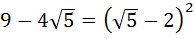 9 − 4√5 = (√5 − 2)²